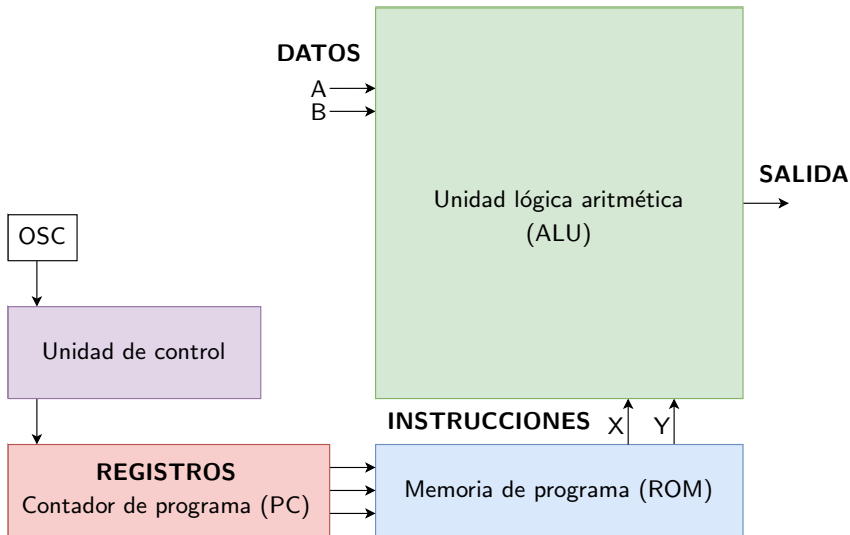 DATOS
A
B
Unidad lógica aritmética
(ALU)
SALIDA
OSC
Unidad de control
INSTRUCCIONES
X
Y
REGISTROS
Contador de programa (PC)
Memoria de programa (ROM)